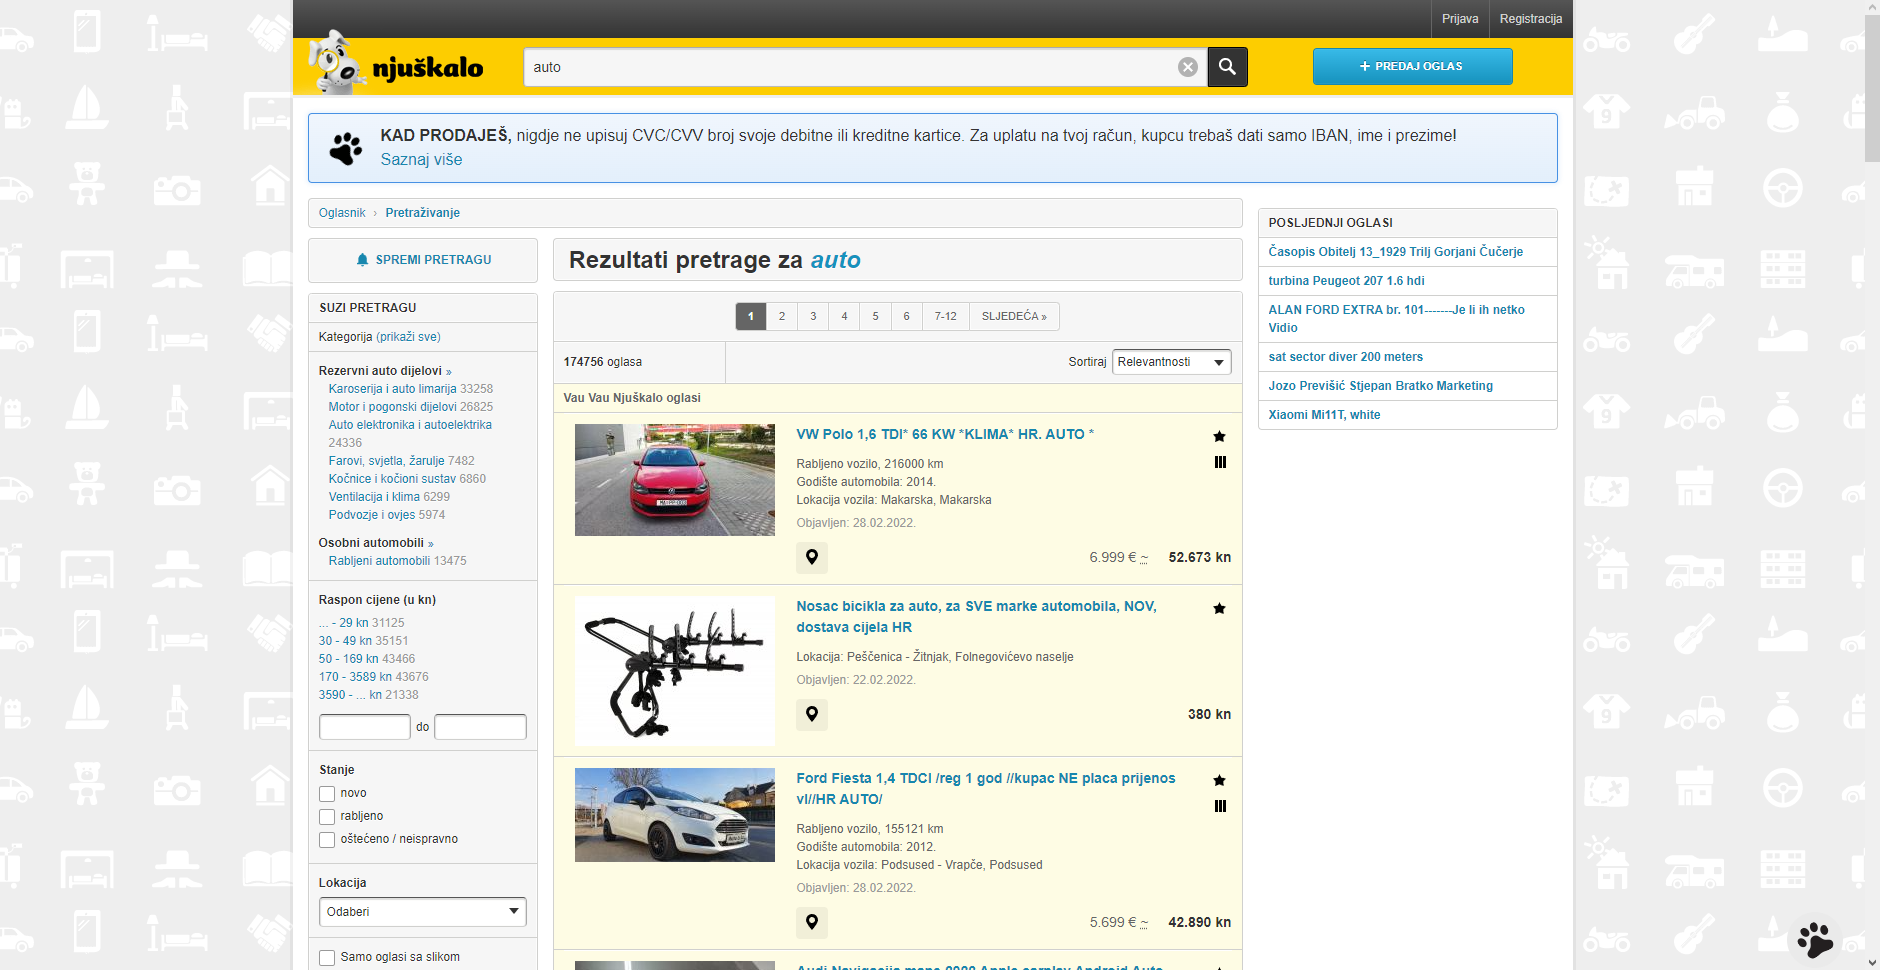 Prijava
Registracija
njuškalo
auto
+ PREDAJ OGLAS
KAD PRODAJEŠ, nigdje ne upisuj CVC/CVV broj svoje debitne ili kreditne kartice. Za uplatu na tvoj račun, kupcu trebaš dati samo IBAN, ime i prezime!
Saznaj više
Oglasnik › Pretraživanje
SPREMI PRETRAGU
SUZI PRETRAGU
Kategorija (prikaži sve)
Rezervni auto dijelovi »
Karoserija i auto limarija 33258
Motor i pogonski dijelovi 26825
Auto elektronika i autoelektrika
24336
Farovi, svjetla, žarulje 7482
Kočnice i kočioni sustav 6860
Ventilacija i klima 6299
Podvozje i ovjes 5974
Osobni automobili »
Rabljeni automobili 13475
Raspon cijene (u kn)
... - 29 kn 31125
30 - 49 kn 35151
50 - 169 kn 43466
170 - 3589 kn 43676
3590 - ... kn 21338
do
Stanje
novo
rabljeno
oštećeno / neispravno
Lokacija
Odaberi
Samo oglasi sa slikom
Rezultati pretrage za auto
1 2 3 4 5 6 7-12 SLJEDEĆA »
174756 oglasa
Sortiraj Relevantnosti
Vau Vau Njuškalo oglasi
VW Polo 1,6 TDI* 66 KW *KLIMA* HR. AUTO *
Rabljeno vozilo, 216000 km
Godište automobila: 2014.
Lokacija vozila: Makarska, Makarska
Objavljen: 28.02.2022.
6.999 € ~ 52.673 kn
Nosac bicikla za auto, za SVE marke automobila, NOV,
dostava cijela HR
Lokacija: Peščenica - Žitnjak, Folnegovićevo naselje
Objavljen: 22.02.2022.
380 kn
Ford Fiesta 1,4 TDCI /reg 1 god //kupac NE placa prijenos
vl//HR AUTO/
Rabljeno vozilo, 155121 km
Godište automobila: 2012.
Lokacija vozila: Podsused - Vrapče, Podsused
Objavljen: 28.02.2022.
5.699 € ~ 42.890 kn
Audi Navigacija mape 2022 Apple carplay Android Auto
POSLJEDNJI OGLASI
Časopis Obitelj 13_1929 Trilj Gorjani Čučerje
turbina Peugeot 207 1.6 hdi
ALAN FORD EXTRA br. 101-------Je li ih netko
Vidio
sat sector diver 200 meters
Jozo Previšić Stjepan Bratko Marketing
Xiaomi Mi11T, white